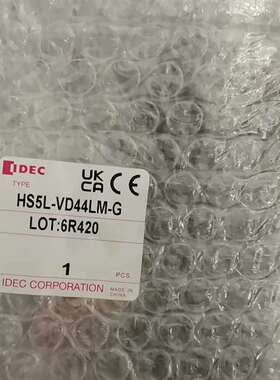 IDEC
UK
CA CE
TYPE
HS5L-VD44LM-G
LOT:6R420
1 PCS.
IDEC CORPORATION MADE IN
CHINA